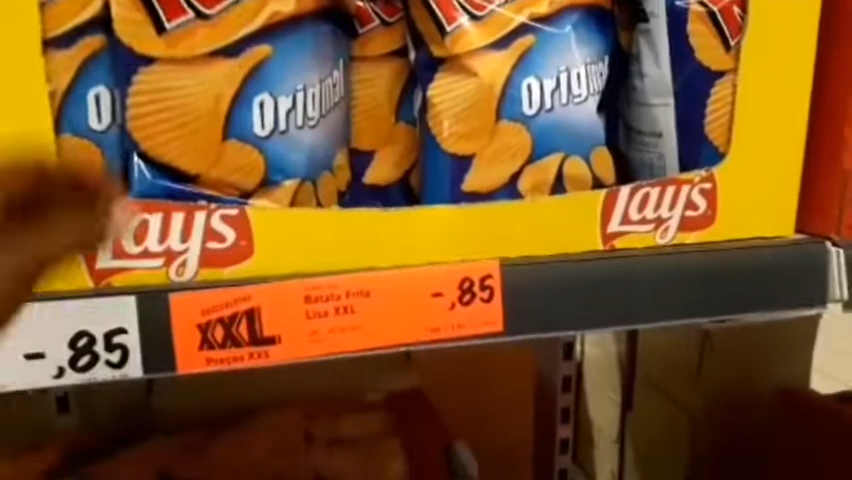 Original
Original
Lay's
Lay's
-,85
XXL
Preços XXS
Batata Frita
Lisa XXL
-,85